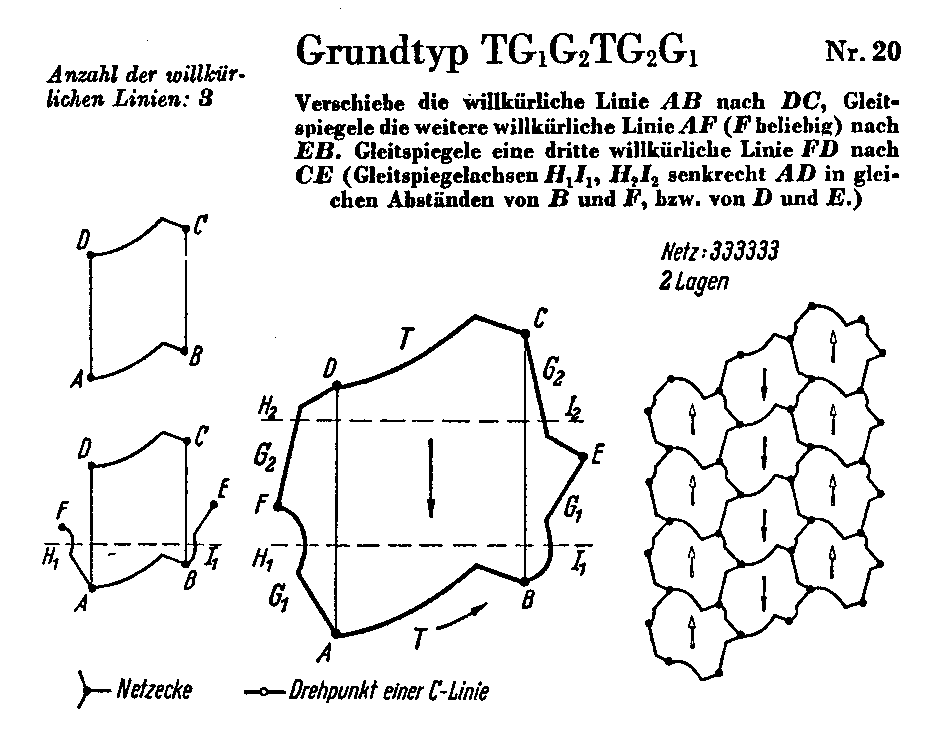 Grundtyp TG₁G₂TG₂G₁
Nr. 20
Anzahl der willkür-
lichen Linien: 3
Verschiebe die willkürliche Linie AB nach DC, Gleit-
spiegele die weitere willkürliche Linie AF (F beliebig) nach
EB. Gleitspiegele eine dritte willkürliche Linie FD nach
CE (Gleitspiegelachsen H₁I₁, H₂I₂ senkrecht AD in glei-
chen Abständen von B und F, bzw. von D und E.)
Netz: 333333
2 Lagen
D
C
A
B
D
C
F
E
H₁
I₁
A
B
T
C
D
G₂
H₂
I₂
G₂
E
F
G₁
H₁
I₁
G₁
B
T
A
Netzecke
Drehpunkt einer C-Linie